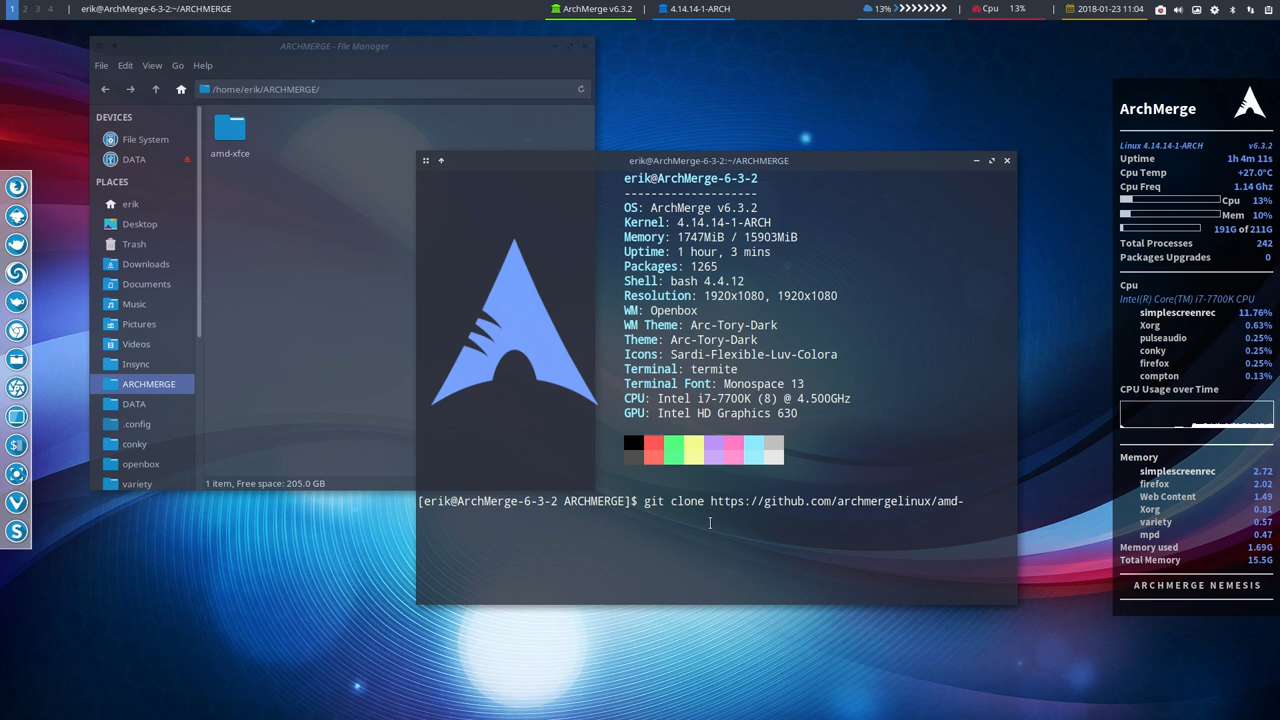 1 2 3 4 | erik@ArchMerge-6-3-2:~/ARCHMERGE
ArchMerge v6.3.2 | 4.14.14-1-ARCH
13% | Cpu 13% | 2018-01-23 11:04
ARCHMERGE - File Manager
File Edit View Go Help
/home/erik/ARCHMERGE/
DEVICES
File System
DATA
PLACES
erik
Desktop
Trash
Downloads
Documents
Music
Pictures
Videos
Insync
ARCHMERGE
DATA
.config
conky
openbox
variety
amd-xfce
1 item, Free space: 205.0 GB
erik@ArchMerge-6-3-2:~/ARCHMERGE
erik@ArchMerge-6-3-2
--------------------
OS: ArchMerge v6.3.2
Kernel: 4.14.14-1-ARCH
Memory: 1747MiB / 15903MiB
Uptime: 1 hour, 3 mins
Packages: 1265
Shell: bash 4.4.12
Resolution: 1920x1080, 1920x1080
WM: Openbox
WM Theme: Arc-Tory-Dark
Theme: Arc-Tory-Dark
Icons: Sardi-Flexible-Luv-Colora
Terminal: termite
Terminal Font: Monospace 13
CPU: Intel i7-7700K (8) @ 4.500GHz
GPU: Intel HD Graphics 630
[erik@ArchMerge-6-3-2 ARCHMERGE]$ git clone https://github.com/archmergelinux/amd-
ArchMerge
Linux 4.14.14-1-ARCH v6.3.2
Uptime 1h 4m 11s
Cpu Temp +27.0°C
Cpu Freq 1.14 Ghz
Cpu 13%
Mem 10%
191G of 211G
Total Processes 242
Packages Upgrades 0
Cpu
Intel(R) Core(TM) i7-7700K CPU
simplescreenrec 11.76%
Xorg 0.63%
pulseaudio 0.25%
conky 0.25%
firefox 0.25%
compton 0.13%
CPU Usage over Time
Memory
simplescreenrec 2.72
firefox 2.02
Web Content 1.49
Xorg 0.81
variety 0.57
mpd 0.47
Memory used 1.69G
Total Memory 15.5G
ARCHMERGE NEMESIS